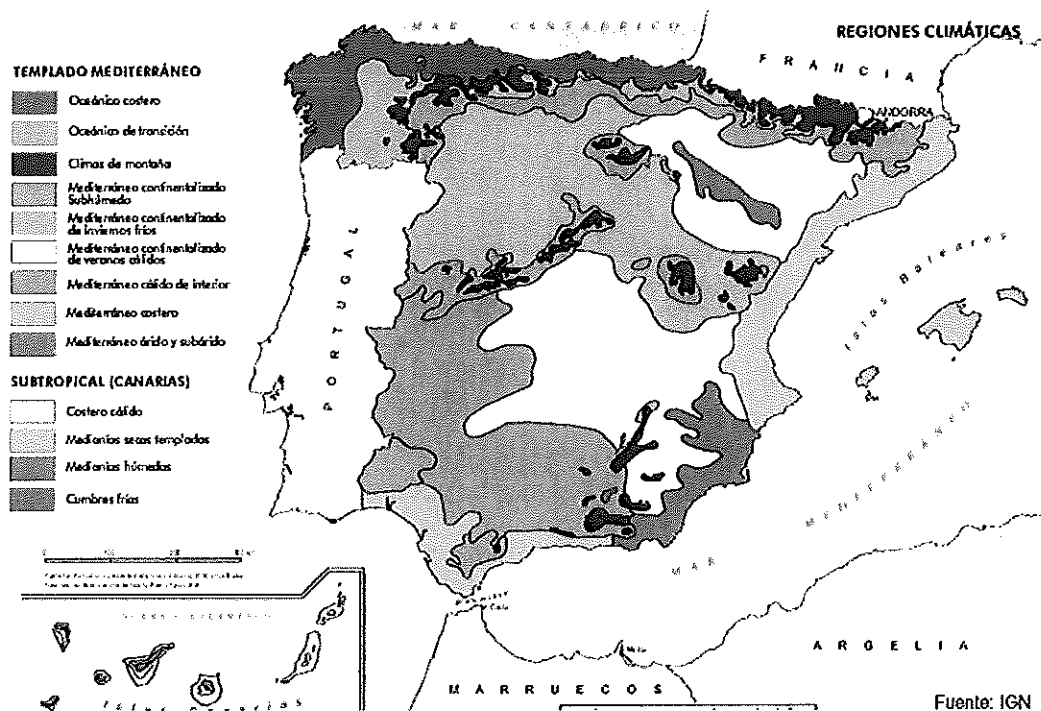 MAR CANTÁBRICO
REGIONES CLIMÁTICAS
FRANCIA
ANDORRA
TEMPLADO MEDITERRÁNEO
Oceánico costero
Oceánico de transición
Climas de montaña
Mediterráneo continentalizado
Subhúmedo
Mediterráneo continentalizado
de inviernos fríos
Mediterráneo continentalizado
de veranos cálidos
Mediterráneo cálido de interior
Mediterráneo costero
Mediterráneo árido y subárido
SUBTROPICAL (CANARIAS)
Costero cálido
Medianías secas templadas
Medianías húmedas
Cumbres frías
PORTUGAL
Islas Baleares
MAR MEDITERRÁNEO
0 100 200
Islas Canarias
MARRUECOS
ARGELIA
Fuente: IGN